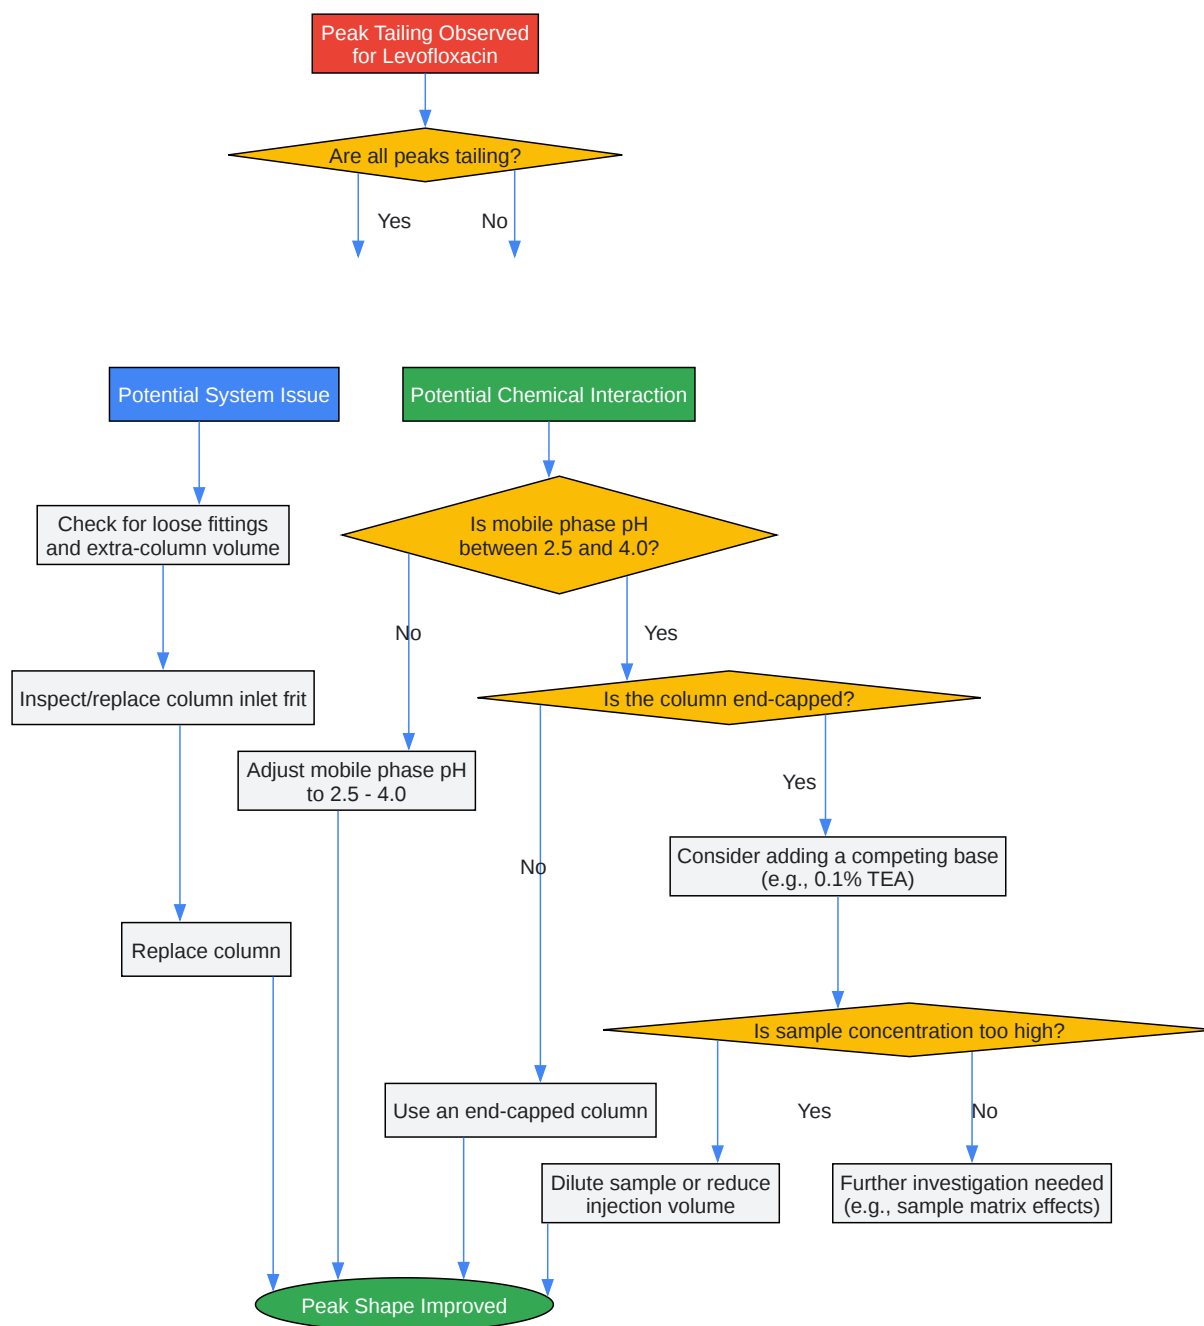 Peak Tailing Observed
for Levofloxacin
Are all peaks tailing?
Yes
No
Potential System Issue
Potential Chemical Interaction
Check for loose fittings
and extra-column volume
Is mobile phase pH
between 2.5 and 4.0?
No
Yes
Inspect/replace column inlet frit
Is the column end-capped?
Adjust mobile phase pH
to 2.5 - 4.0
Yes
Consider adding a competing base
(e.g., 0.1% TEA)
No
Replace column
Is sample concentration too high?
Use an end-capped column
Yes
No
Dilute sample or reduce
injection volume
Further investigation needed
(e.g., sample matrix effects)
Peak Shape Improved